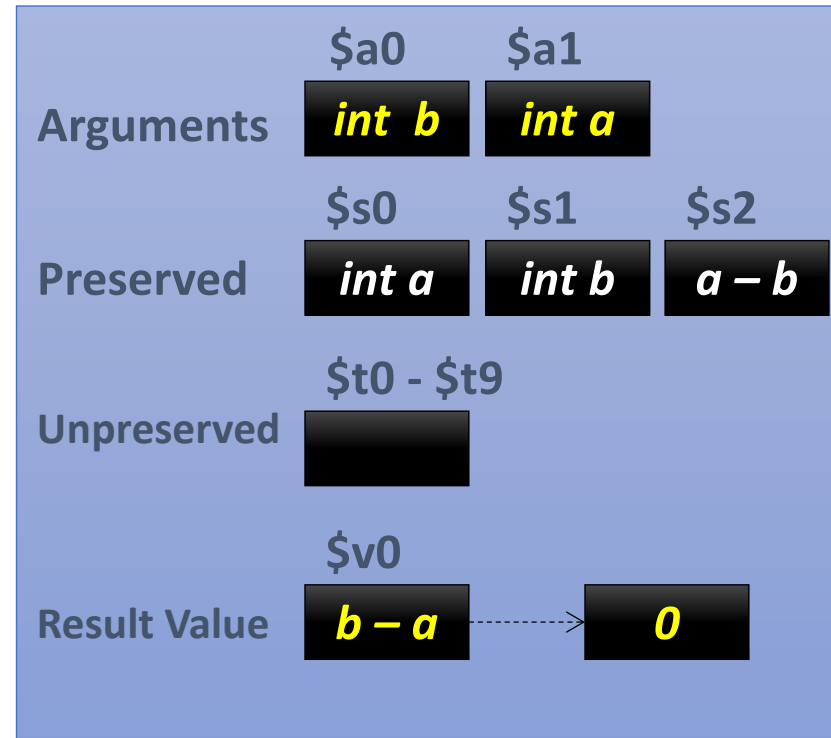 $a0 $a1
Arguments int b int a
$s0 $s1 $s2
Preserved int a int b a – b
$t0 - $t9
Unpreserved
$v0
Result Value b – a 0